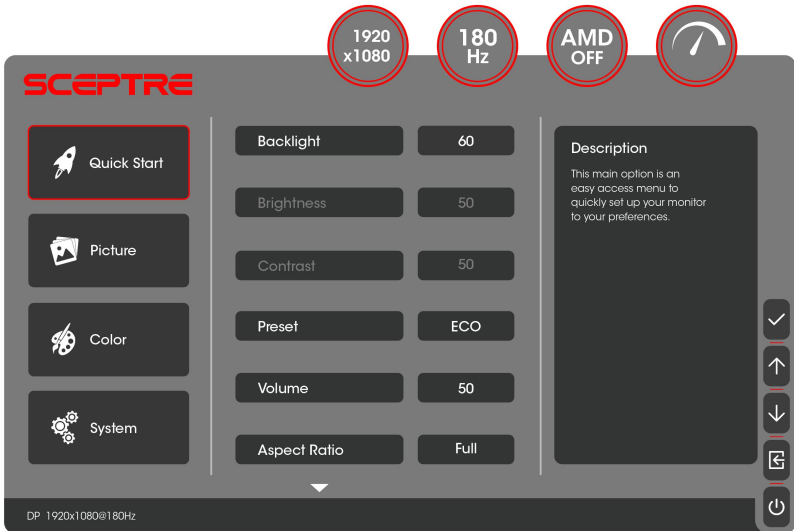 1920
x1080
180
Hz
AMD
OFF
SCEPTRE
Quick Start
Picture
Color
System
Backlight 60
Brightness 50
Contrast 50
Preset ECO
Volume 50
Aspect Ratio Full
Description
This main option is an
easy access menu to
quickly set up your monitor
to your preferences.
DP 1920x1080@180Hz